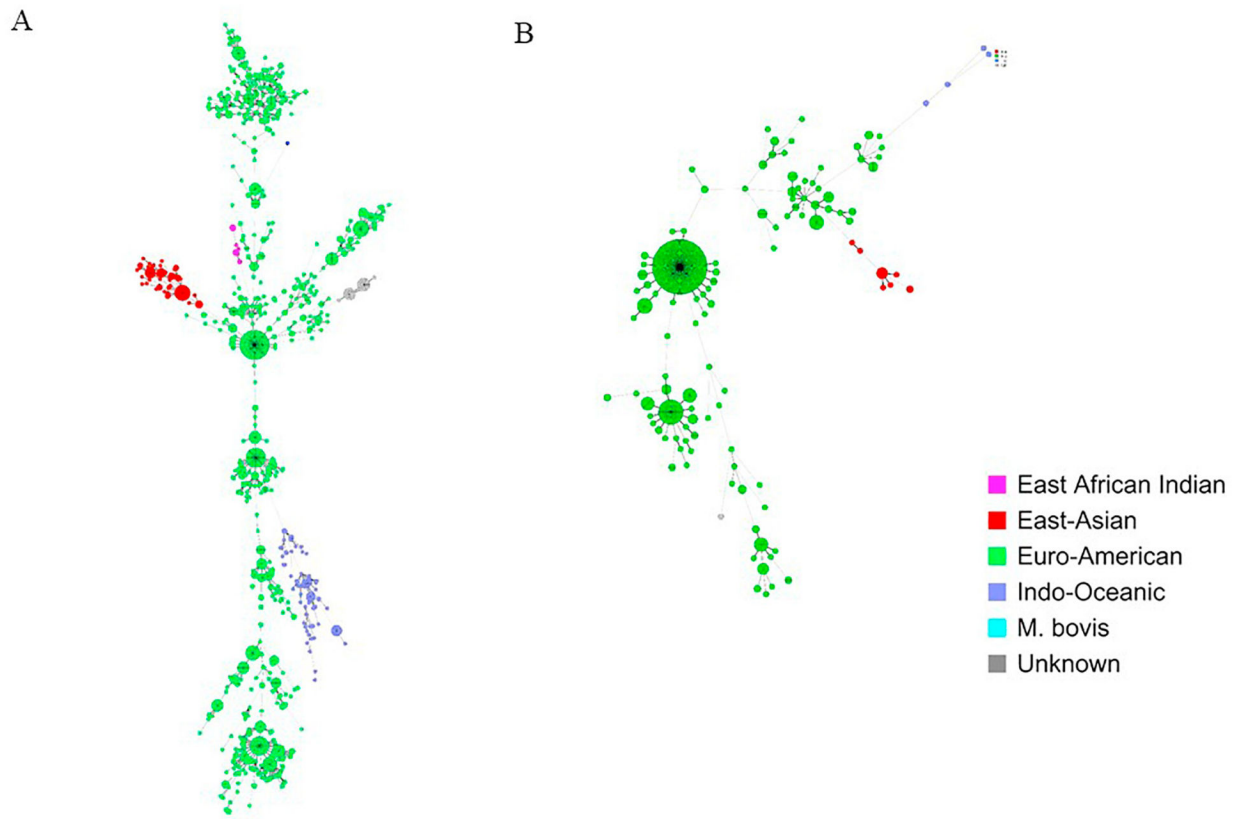 A
B
East African Indian
East-Asian
Euro-American
Indo-Oceanic
M. bovis
Unknown